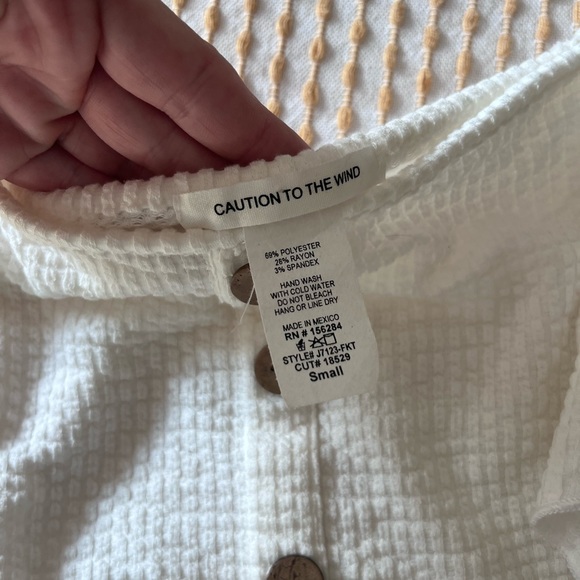 CAUTION TO THE WIND
69% POLYESTER
28% RAYON
3% SPANDEX
HAND WASH
WITH COLD WATER
DO NOT BLEACH
HANG OR LINE DRY
MADE IN MEXICO
RN # 156284
STYLE# J7123-FKT
CUT# 18529
Small